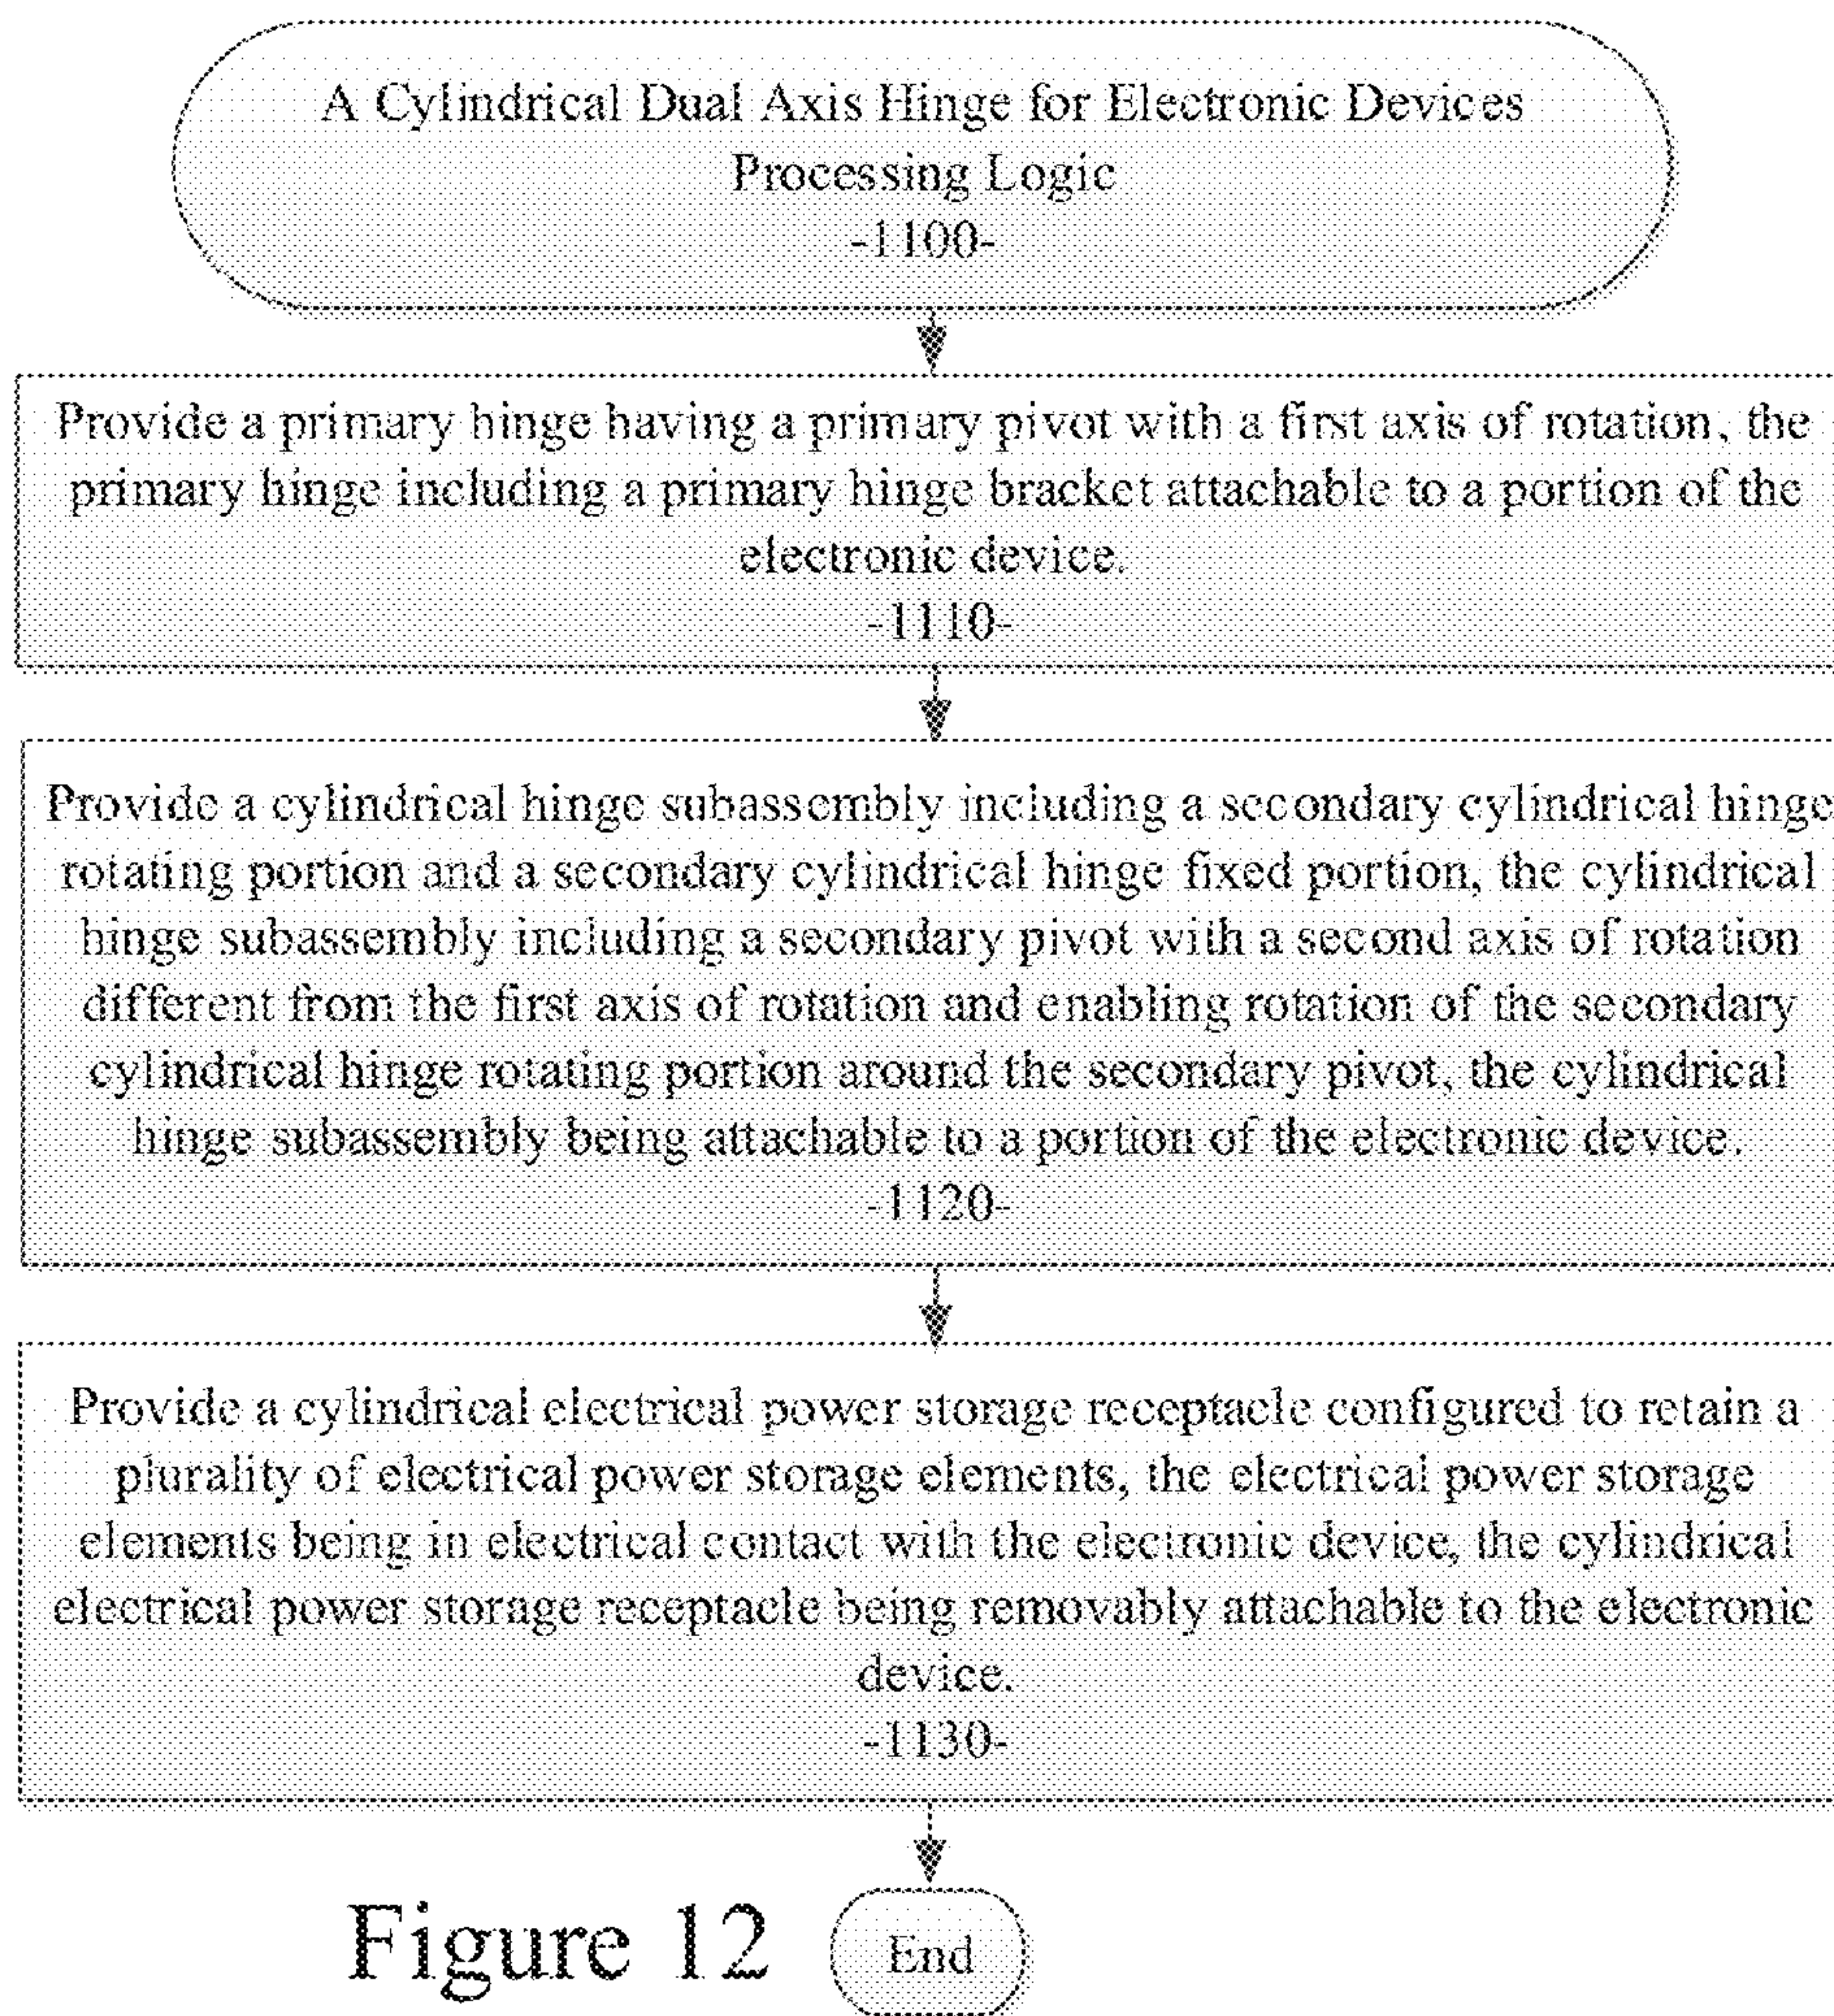 A Cylindrical Dual Axis Hinge for Electronic Devices
Processing Logic
-1100-
Provide a primary hinge having a primary pivot with a first axis of rotation, the
primary hinge including a primary hinge bracket attachable to a portion of the
electronic device.
-1110-
Provide a cylindrical hinge subassembly including a secondary cylindrical hinge
rotating portion and a secondary cylindrical hinge fixed portion, the cylindrical
hinge subassembly including a secondary pivot with a second axis of rotation
different from the first axis of rotation and enabling rotation of the secondary
cylindrical hinge rotating portion around the secondary pivot, the cylindrical
hinge subassembly being attachable to a portion of the electronic device.
-1120-
Provide a cylindrical electrical power storage receptacle configured to retain a
plurality of electrical power storage elements, the electrical power storage
elements being in electrical contact with the electronic device, the cylindrical
electrical power storage receptacle being removably attachable to the electronic
device.
-1130-
Figure 12
End